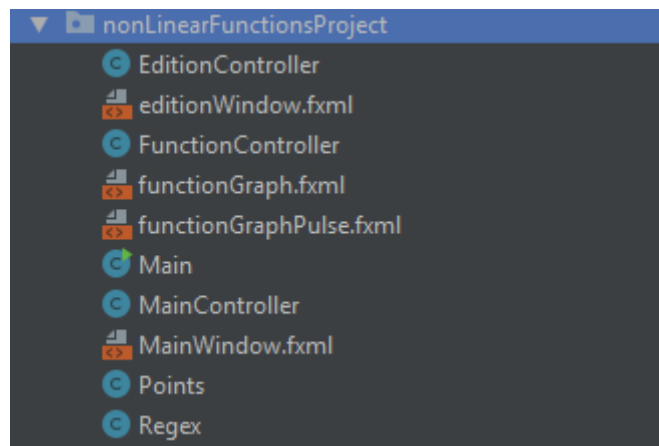 nonLinearFunctionsProject
EditionController
editionWindow.fxml
FunctionController
functionGraph.fxml
functionGraphPulse.fxml
Main
MainController
MainWindow.fxml
Points
Regex